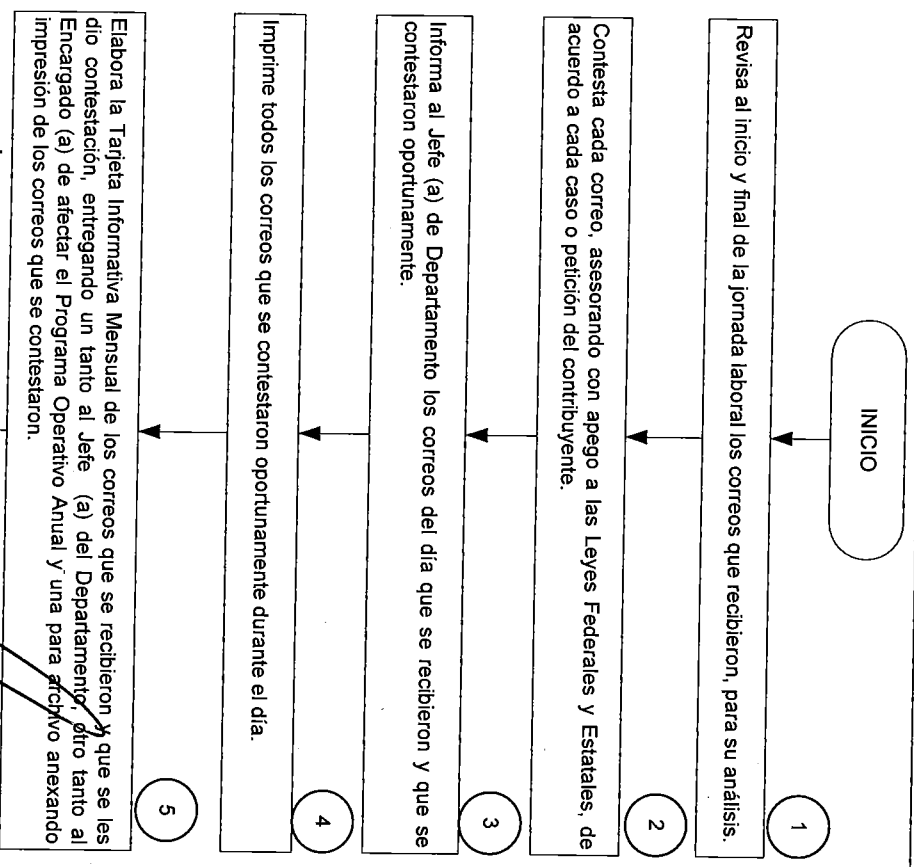 INICIO
1
Revisa al inicio y final de la jornada laboral los correos que recibieron, para su análisis.
2
Contesta cada correo, asesorando con apego a las Leyes Federales y Estatales, de
acuerdo a cada caso o petición del contribuyente.
3
Informa al Jefe (a) de Departamento los correos del día que se recibieron y que se
contestaron oportunamente.
4
Imprime todos los correos que se contestaron oportunamente durante el día.
5
Elabora la Tarjeta Informativa Mensual de los correos que se recibieron y que se les
dio contestación, entregando un tanto al Jefe (a) del Departamento, otro tanto al
Encargado (a) de afectar el Programa Operativo Anual y una para archivo anexando
impresión de los correos que se contestaron.